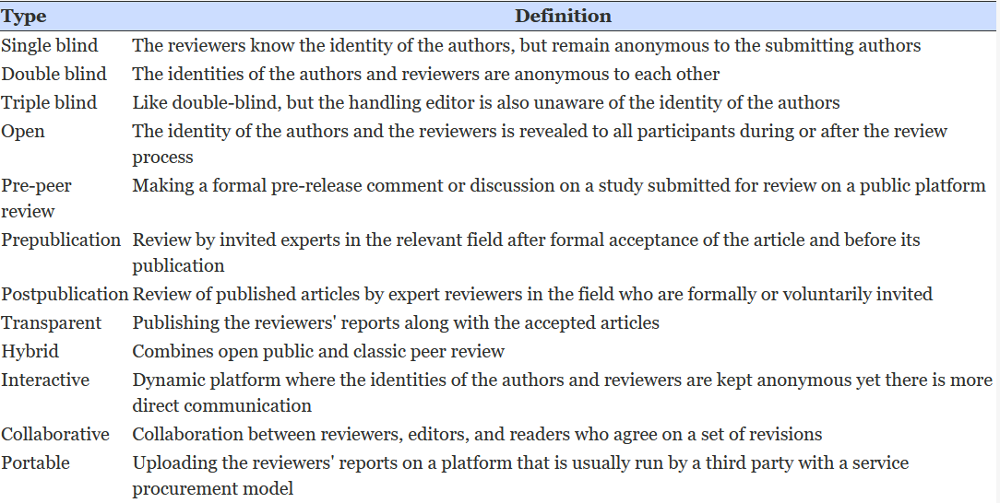 Type Definition
Single blind The reviewers know the identity of the authors, but remain anonymous to the submitting authors
Double blind The identities of the authors and reviewers are anonymous to each other
Triple blind Like double-blind, but the handling editor is also unaware of the identity of the authors
Open The identity of the authors and the reviewers is revealed to all participants during or after the review
process
Pre-peer Making a formal pre-release comment or discussion on a study submitted for review on a public platform
review
Prepublication Review by invited experts in the relevant field after formal acceptance of the article and before its
publication
Postpublication Review of published articles by expert reviewers in the field who are formally or voluntarily invited
Transparent Publishing the reviewers' reports along with the accepted articles
Hybrid Combines open public and classic peer review
Interactive Dynamic platform where the identities of the authors and reviewers are kept anonymous yet there is more
direct communication
Collaborative Collaboration between reviewers, editors, and readers who agree on a set of revisions
Portable Uploading the reviewers' reports on a platform that is usually run by a third party with a service
procurement model